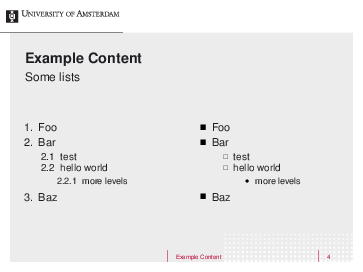 University of Amsterdam
Example Content
Some lists
1. Foo
2. Bar
2.1 test
2.2 hello world
2.2.1 more levels
3. Baz
■ Foo
■ Bar
□ test
□ hello world
• more levels
■ Baz
Example Content 4